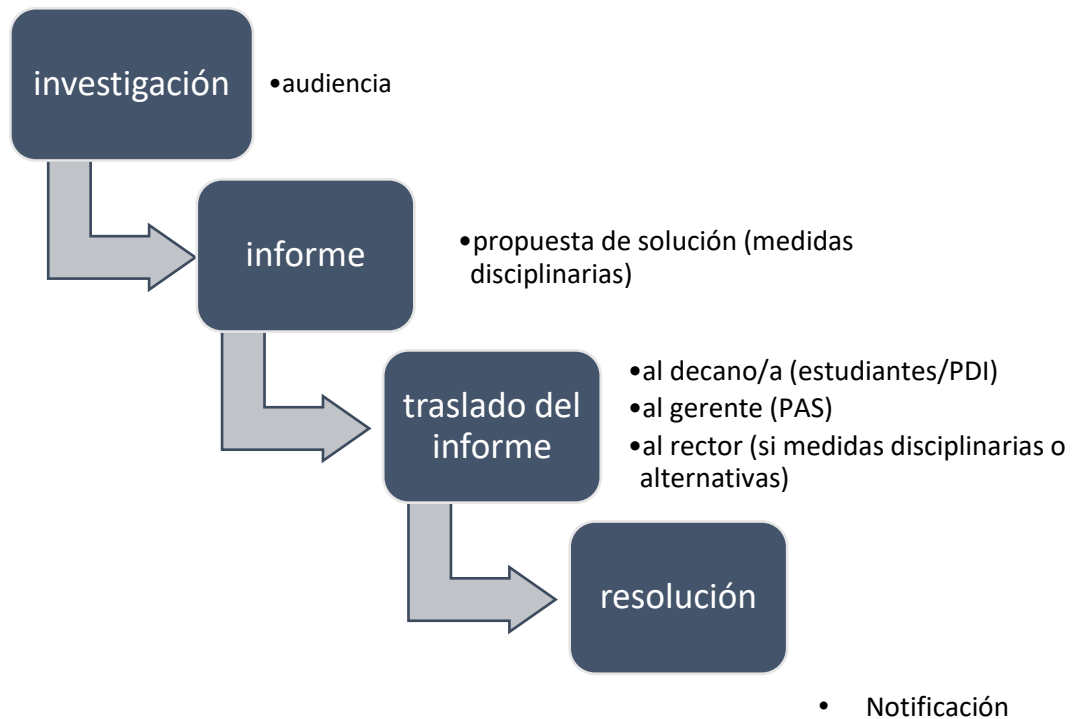 investigación
•audiencia
informe
•propuesta de solución (medidas
disciplinarias)
traslado del
informe
•al decano/a (estudiantes/PDI)
•al gerente (PAS)
•al rector (si medidas disciplinarias o
alternativas)
resolución
• Notificación